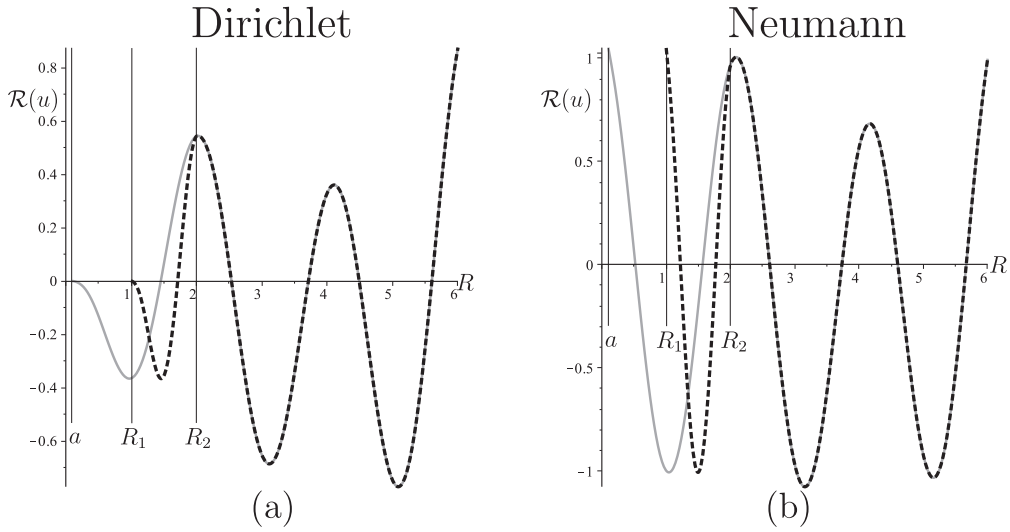 Dirichlet
0.8
ℛ(u)
0.6
0.4
0.2
0
1 2 3 4 5 6 R
−0.2
−0.4
−0.6
a R₁ R₂
(a)
Neumann
1
ℛ(u)
0.5
0
1 2 3 4 5 6 R
a R₁ R₂
−0.5
−1
(b)